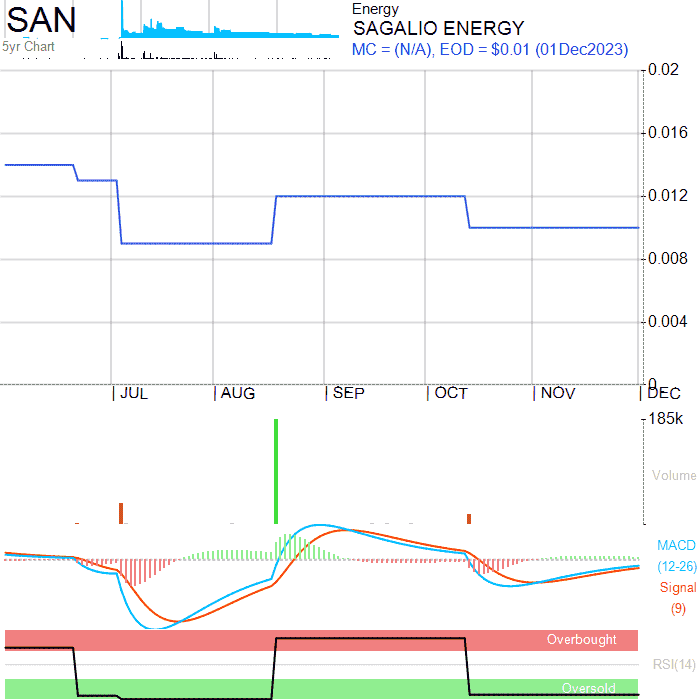 SAN
5yr Chart
Energy
SAGALIO ENERGY
MC = (N/A), EOD = $0.01 (01Dec2023)
0.02
0.016
0.012
0.008
0.004
0
JUL AUG SEP OCT NOV DEC
185k
Volume
MACD
(12-26)
Signal
(9)
Overbought
RSI(14)
Oversold